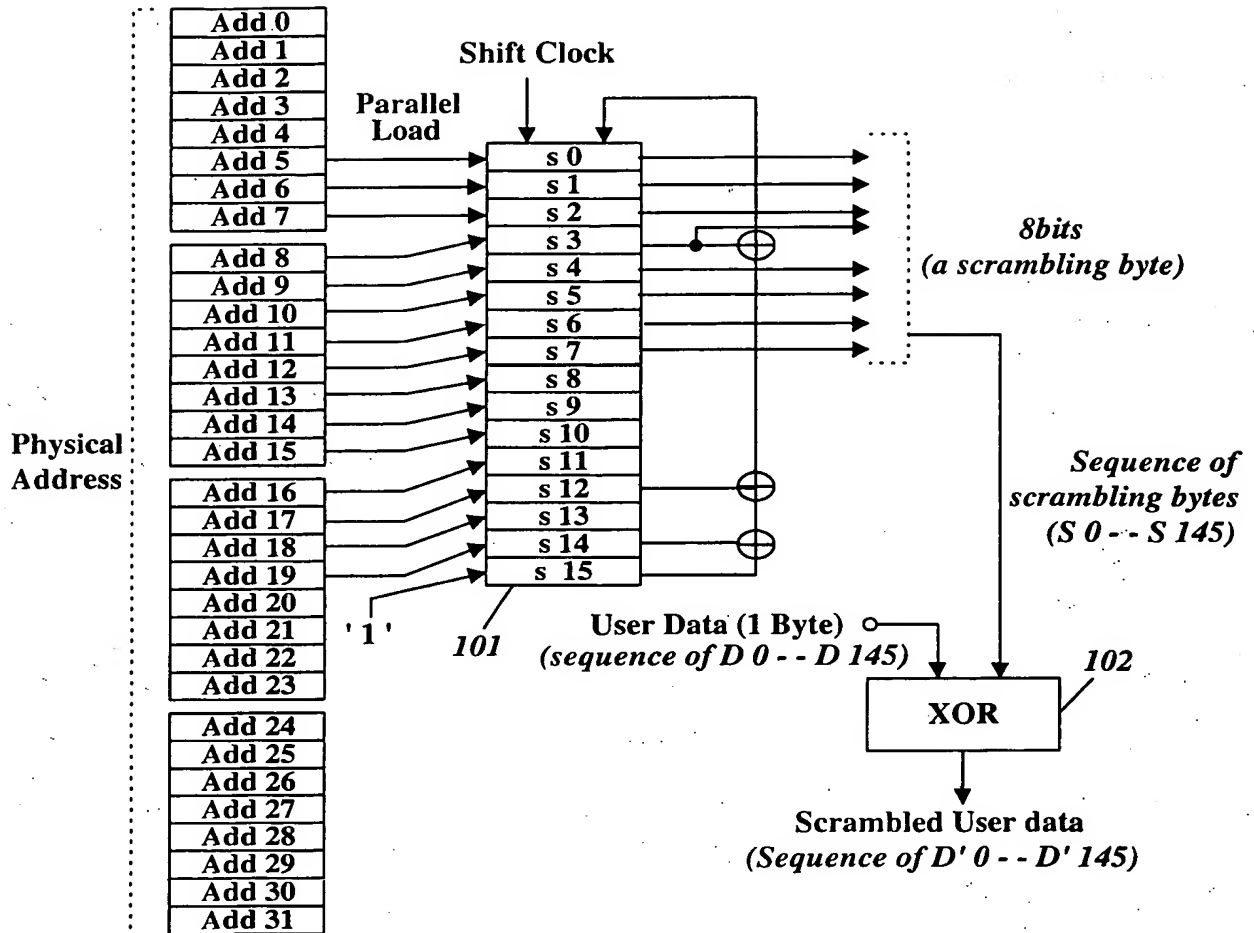 Add 0
Add 1
Add 2
Add 3
Add 4
Add 5
Add 6
Add 7
Add 8
Add 9
Add 10
Add 11
Add 12
Add 13
Add 14
Add 15
Add 16
Add 17
Add 18
Add 19
Add 20
Add 21
Add 22
Add 23
Add 24
Add 25
Add 26
Add 27
Add 28
Add 29
Add 30
Add 31
Physical
Address
Parallel
Load
Shift Clock
s 0
s 1
s 2
s 3
s 4
s 5
s 6
s 7
s 8
s 9
s 10
s 11
s 12
s 13
s 14
s 15
' 1 '
101
8bits
(a scrambling byte)
Sequence of
scrambling bytes
(S 0 - - S 145)
User Data (1 Byte)
(sequence of D 0 - - D 145)
102
XOR
Scrambled User data
(Sequence of D' 0 - - D' 145)